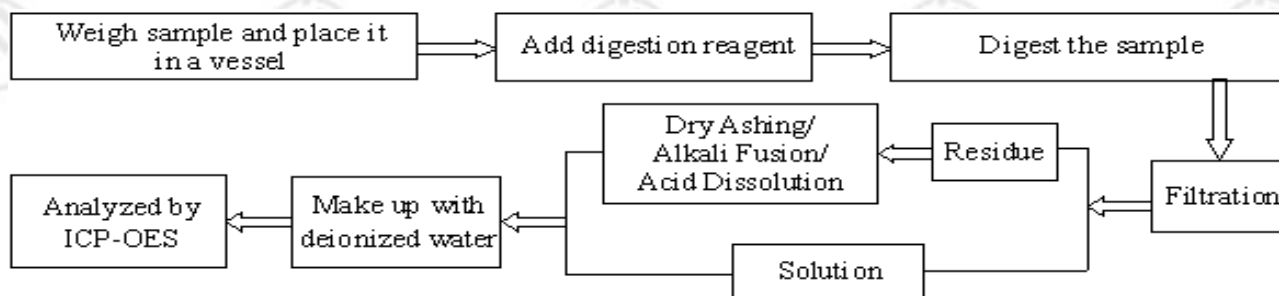 Weigh sample and place it
in a vessel
Add digestion reagent
Digest the sample
Filtration
Residue
Dry Ashing/
Alkali Fusion/
Acid Dissolution
Solution
Make up with
deionized water
Analyzed by
ICP-OES